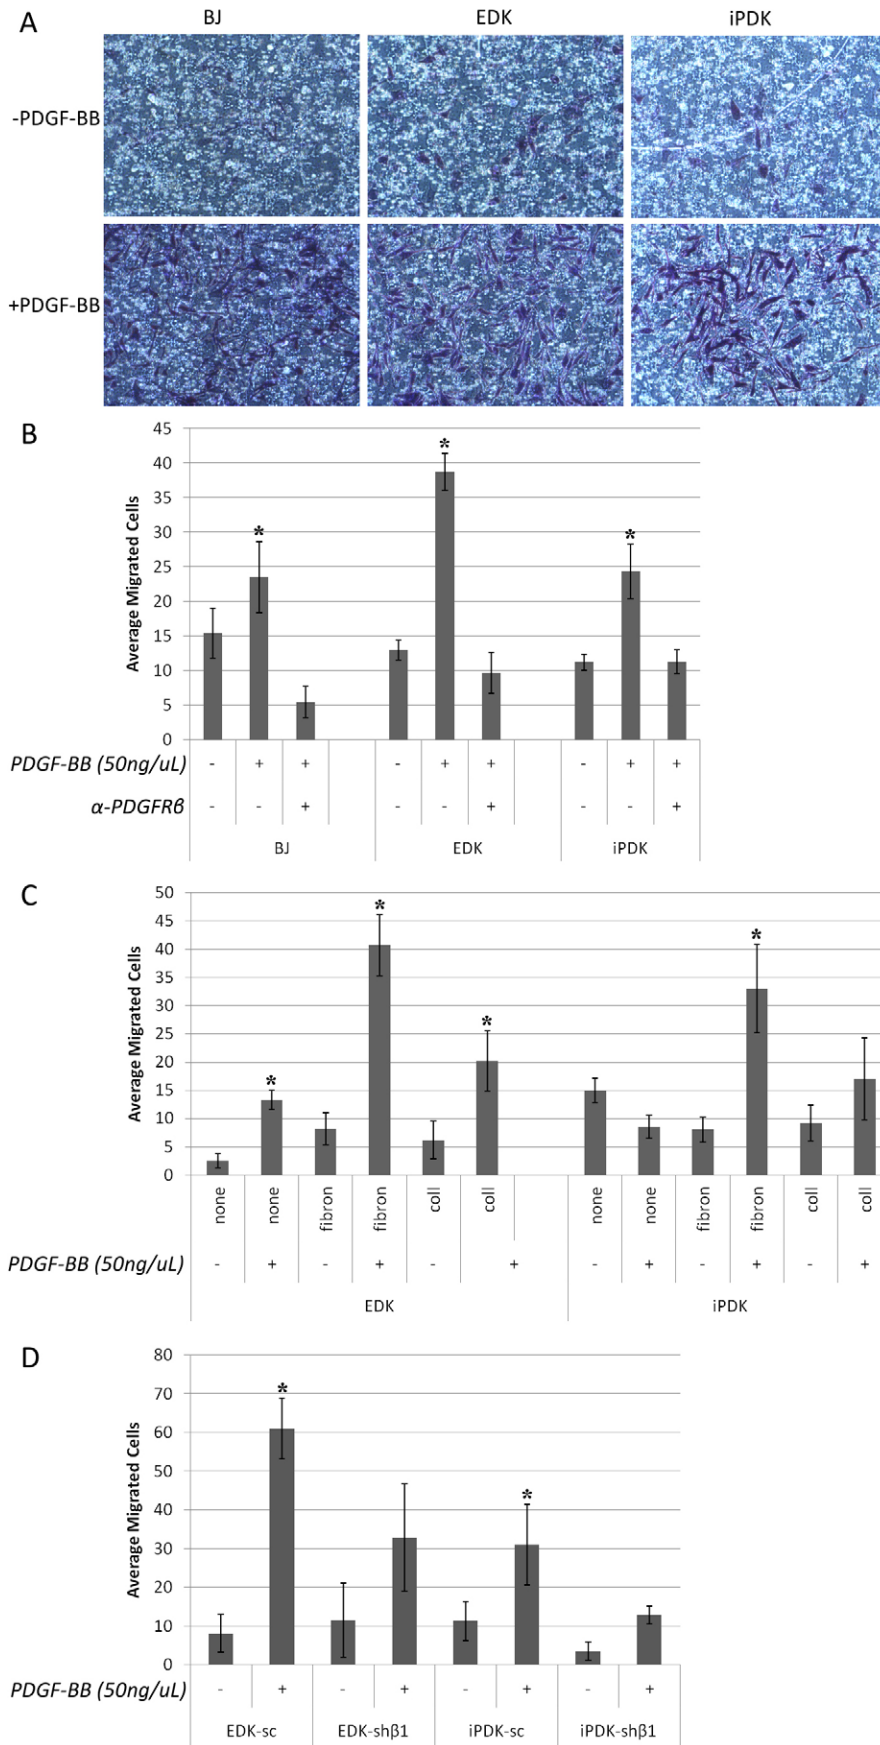 A
BJ EDK iPDK
-PDGF-BB
+PDGF-BB
B
45
40
35
30
25
20
15
10
5
0
Average Migrated Cells
* * *
PDGF-BB (50ng/uL) - + + - + + - + +
α-PDGFRβ - - + - - + - - +
BJ EDK iPDK
C
50
45
40
35
30
25
20
15
10
5
0
Average Migrated Cells
* * * *
none none fibron fibron coll coll none none fibron fibron coll coll
PDGF-BB (50ng/uL) - + - + - + - + - + - +
EDK iPDK
D
80
70
60
50
40
30
20
10
0
Average Migrated Cells
* *
PDGF-BB (50ng/uL) - + - + - + - +
EDK-sc EDK-shβ1 iPDK-sc iPDK-shβ1